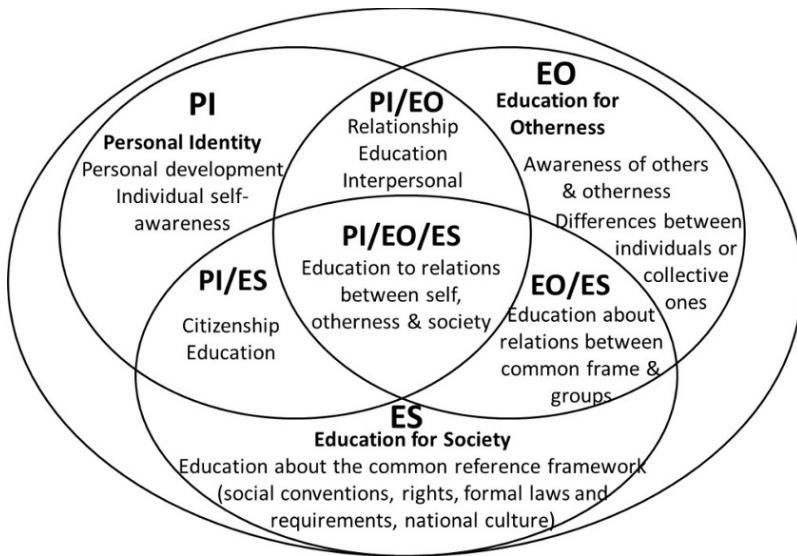 PI
Personal Identity
Personal development
Individual self-
awareness
PI/EO
Relationship
Education
Interpersonal
EO
Education for
Otherness
Awareness of others
& otherness
Differences between
individuals or
collective
ones
PI/ES
Citizenship
Education
PI/EO/ES
Education to relations
between self,
otherness & society
EO/ES
Education about
relations between
common frame &
groups
ES
Education for Society
Education about the common reference framework
(social conventions, rights, formal laws and
requirements, national culture)